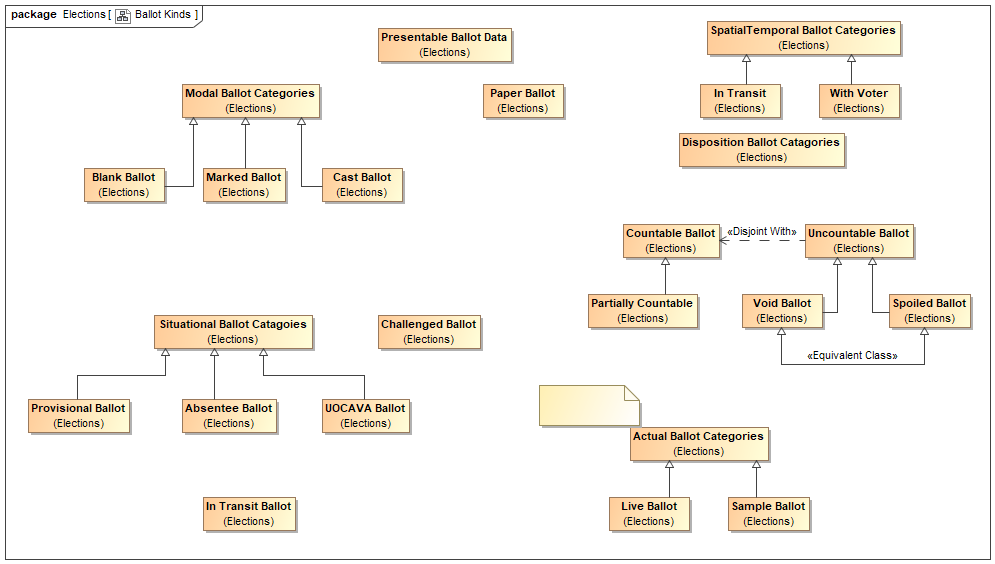 package Elections [ Ballot Kinds ]
Presentable Ballot Data
(Elections)
SpatialTemporal Ballot Categories
(Elections)
Modal Ballot Categories
(Elections)
Paper Ballot
(Elections)
In Transit
(Elections)
With Voter
(Elections)
Disposition Ballot Catagories
(Elections)
Blank Ballot
(Elections)
Marked Ballot
(Elections)
Cast Ballot
(Elections)
Countable Ballot
(Elections)
«Disjoint With»
Uncountable Ballot
(Elections)
Partially Countable
(Elections)
Void Ballot
(Elections)
Spoiled Ballot
(Elections)
«Equivalent Class»
Situational Ballot Catagoies
(Elections)
Challenged Ballot
(Elections)
Provisional Ballot
(Elections)
Absentee Ballot
(Elections)
UOCAVA Ballot
(Elections)
Actual Ballot Categories
(Elections)
In Transit Ballot
(Elections)
Live Ballot
(Elections)
Sample Ballot
(Elections)